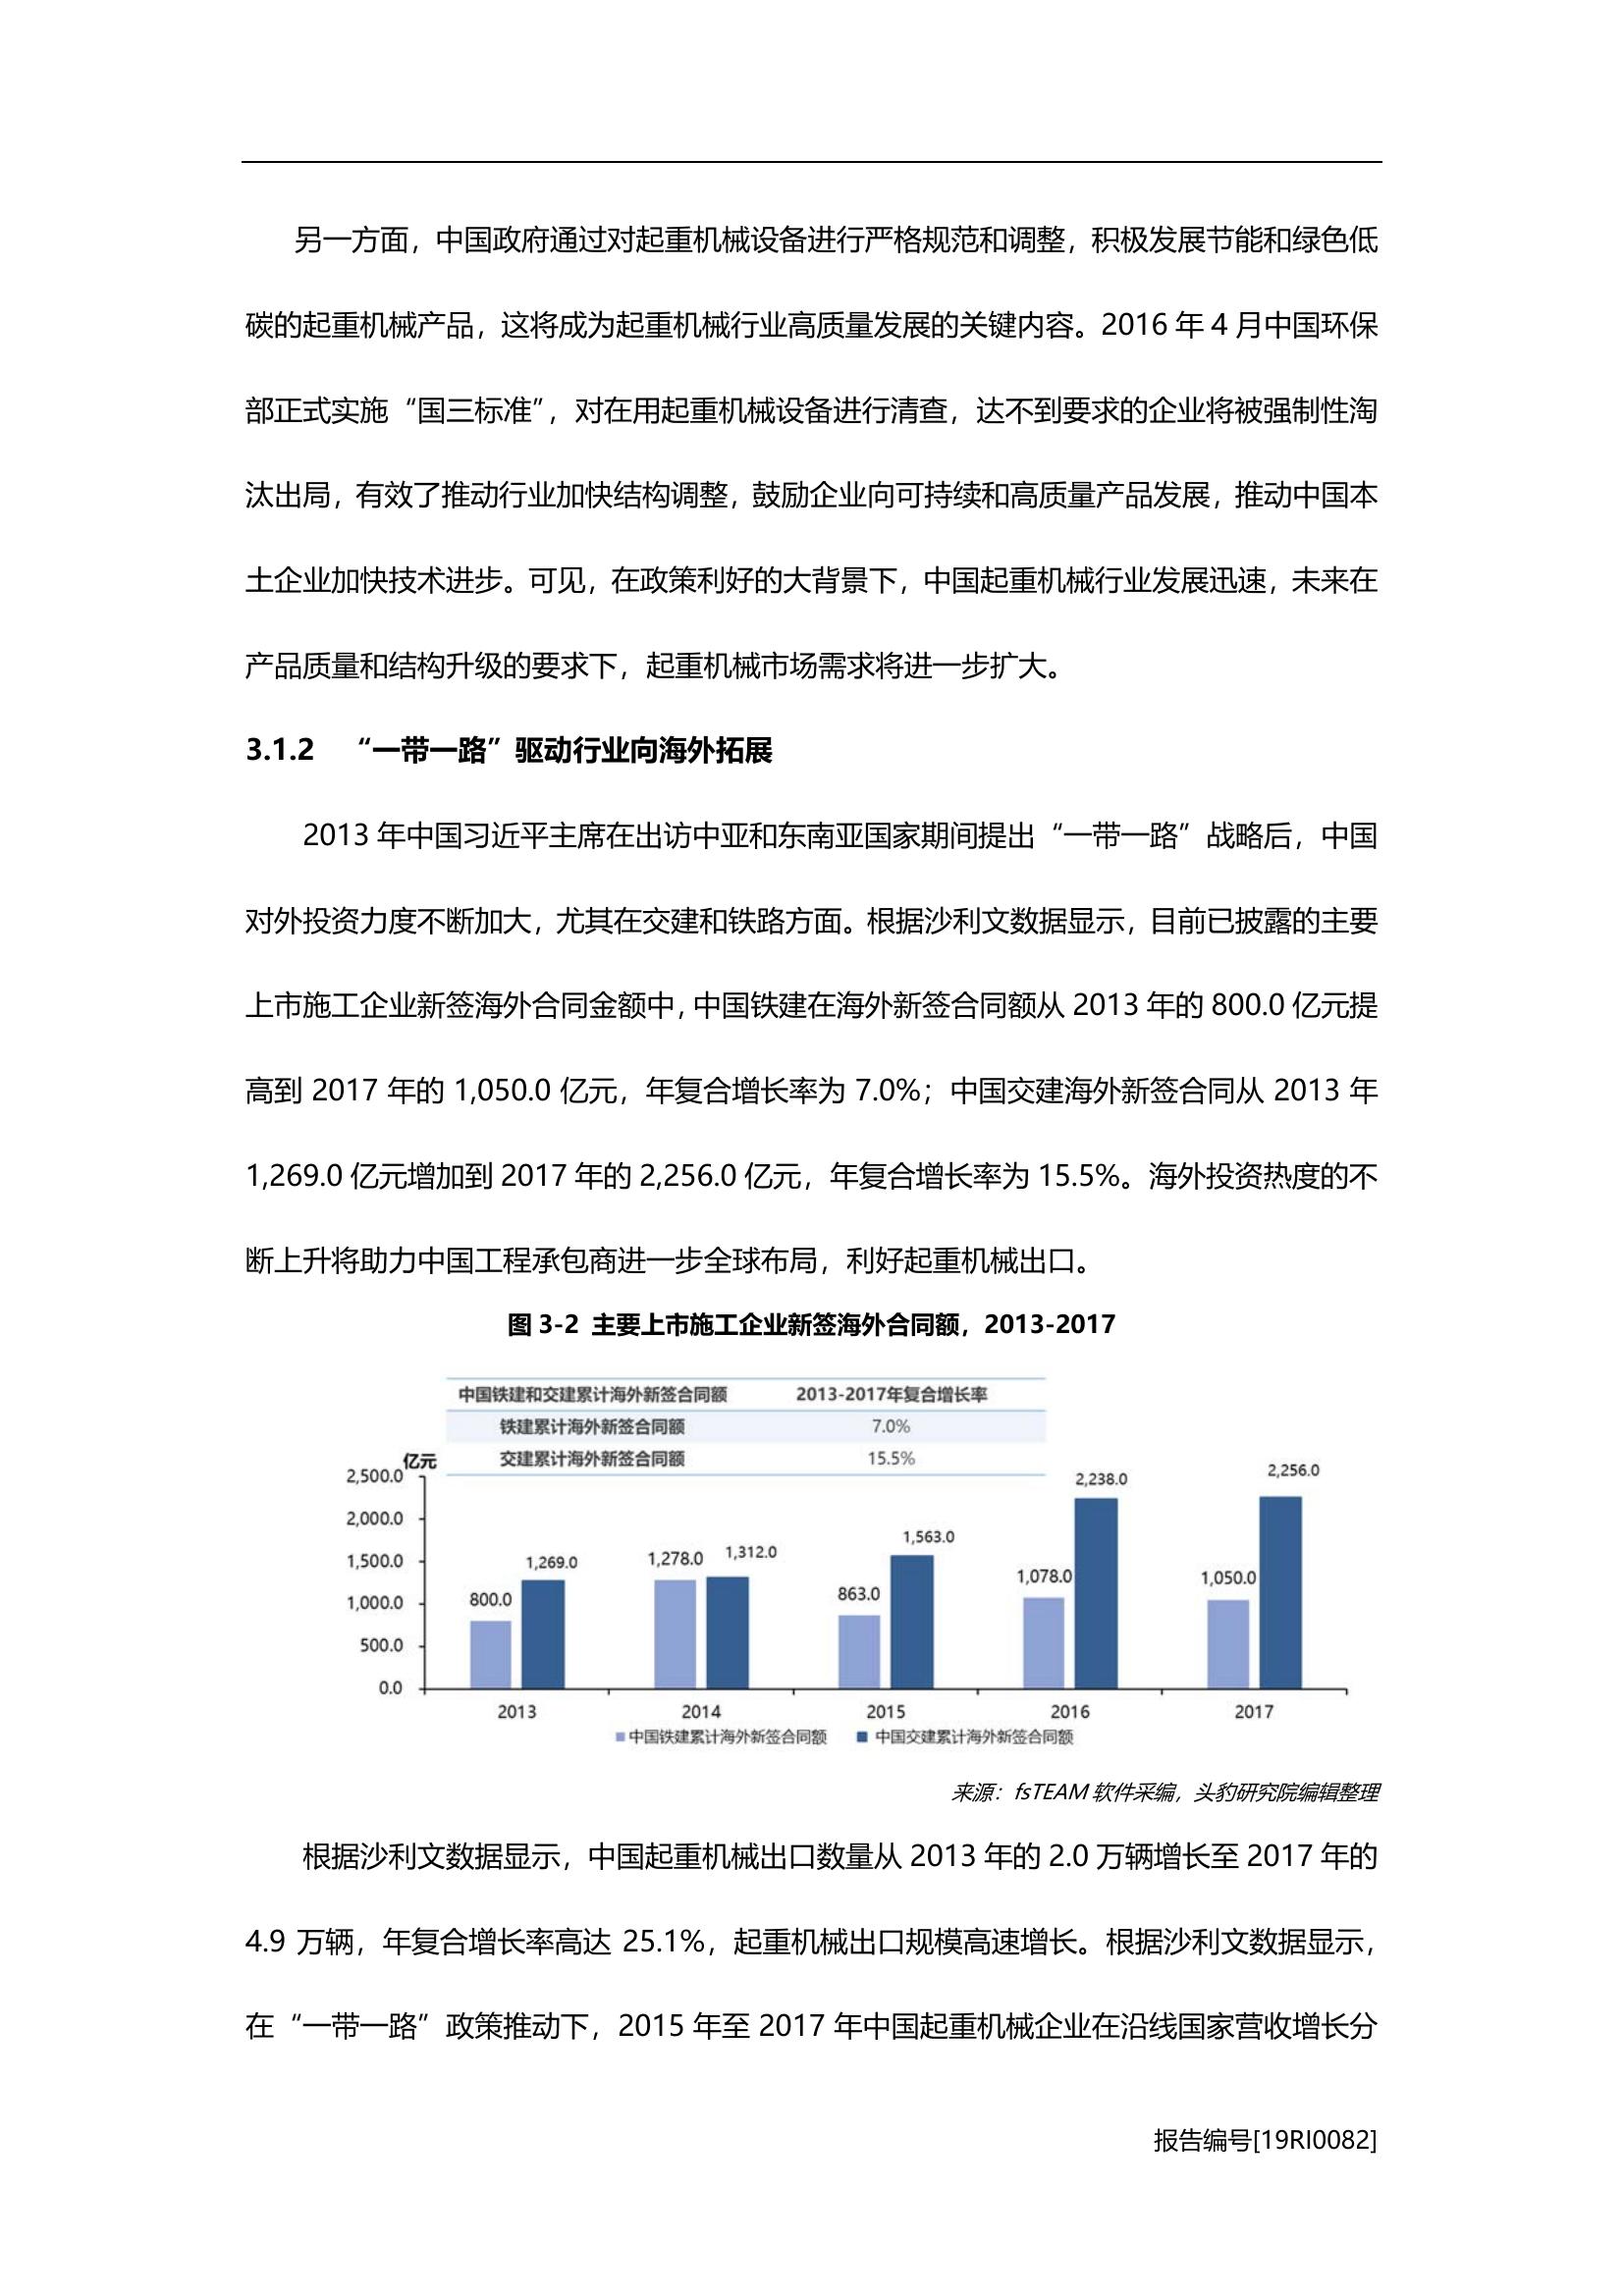 另一方面，中国政府通过对起重机械设备进行严格规范和调整，积极发展节能和绿色低
碳的起重机械产品，这将成为起重机械行业高质量发展的关键内容。2016 年 4 月中国环保
部正式实施“国三标准”，对在用起重机械设备进行清查，达不到要求的企业将被强制性淘
汰出局，有效了推动行业加快结构调整，鼓励企业向可持续和高质量产品发展，推动中国本
土企业加快技术进步。可见，在政策利好的大背景下，中国起重机械行业发展迅速，未来在
产品质量和结构升级的要求下，起重机械市场需求将进一步扩大。
3.1.2 “一带一路”驱动行业向海外拓展
2013 年中国习近平主席在出访中亚和东南亚国家期间提出“一带一路”战略后，中国
对外投资力度不断加大，尤其在交建和铁路方面。根据沙利文数据显示，目前已披露的主要
上市施工企业新签海外合同金额中，中国铁建在海外新签合同额从 2013 年的 800.0 亿元提
高到 2017 年的 1,050.0 亿元，年复合增长率为 7.0%；中国交建海外新签合同从 2013 年
1,269.0 亿元增加到 2017 年的 2,256.0 亿元，年复合增长率为 15.5%。海外投资热度的不
断上升将助力中国工程承包商进一步全球布局，利好起重机械出口。
图 3-2 主要上市施工企业新签海外合同额，2013-2017
中国铁建和交建累计海外新签合同额 2013-2017年复合增长率
铁建累计海外新签合同额 7.0%
交建累计海外新签合同额 15.5%
亿元
2,500.0
2,000.0
1,500.0
1,000.0
500.0
0.0
800.0 1,269.0 1,278.0 1,312.0 863.0 1,563.0 1,078.0 2,238.0 1,050.0 2,256.0
2013 2014 2015 2016 2017
中国铁建累计海外新签合同额 中国交建累计海外新签合同额
来源：fsTEAM 软件采编，头豹研究院编辑整理
根据沙利文数据显示，中国起重机械出口数量从 2013 年的 2.0 万辆增长至 2017 年的
4.9 万辆，年复合增长率高达 25.1%，起重机械出口规模高速增长。根据沙利文数据显示，
在“一带一路”政策推动下，2015 年至 2017 年中国起重机械企业在沿线国家营收增长分
报告编号[19RI0082]